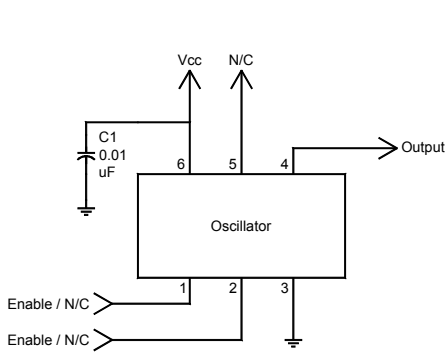 Vcc
N/C
C1
0.01
uF
6
5
4
Output
Oscillator
1
2
3
Enable / N/C
Enable / N/C